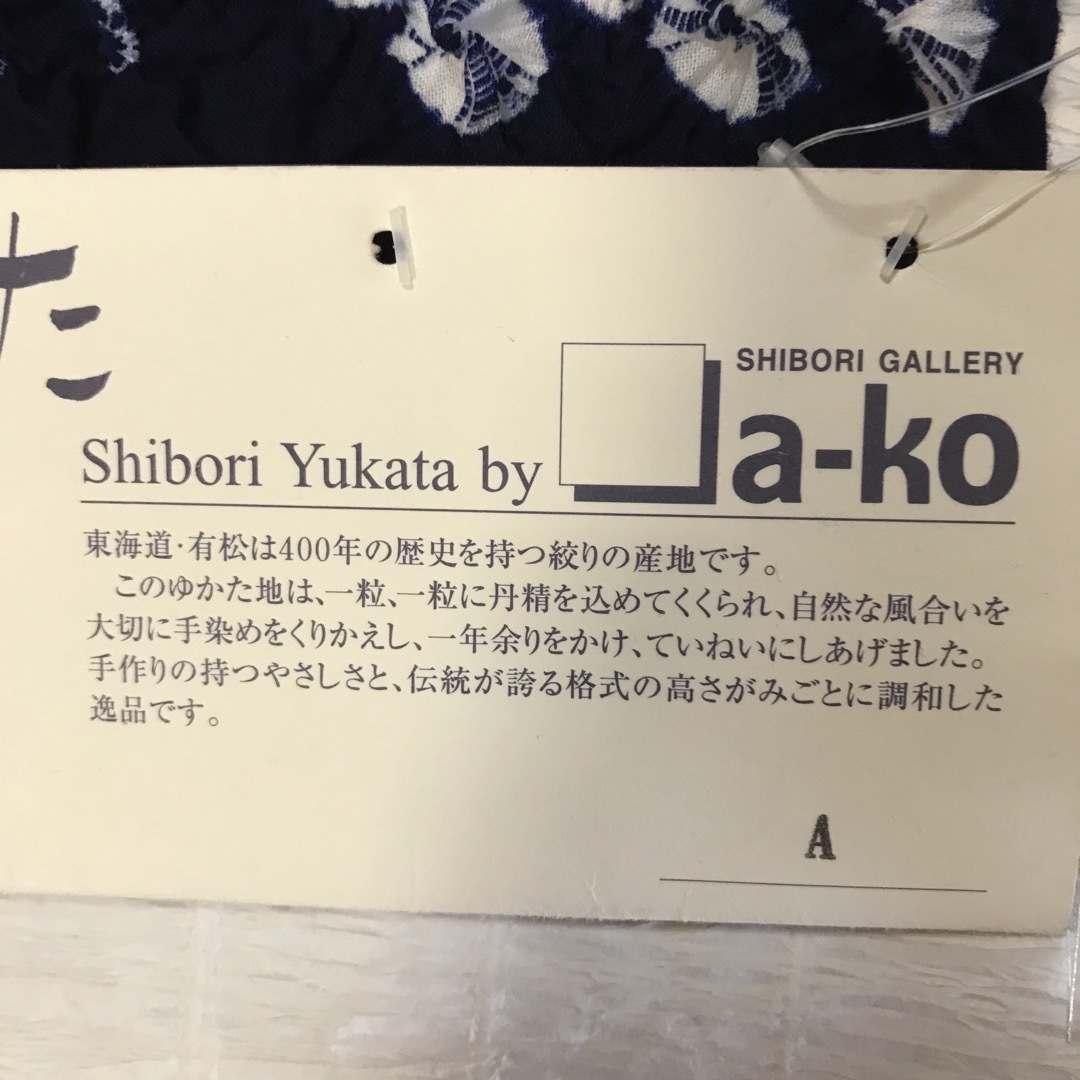 た
SHIBORI GALLERY
Shibori Yukata by a-ko
東海道・有松は400年の歴史を持つ絞りの産地です。
このゆかた地は、一粒、一粒に丹精を込めてくくられ、自然な風合いを
大切に手染めをくりかえし、一年余りをかけ、ていねいにしあげました。
手作りの持つやさしさと、伝統が誇る格式の高さがみごとに調和した
逸品です。
A